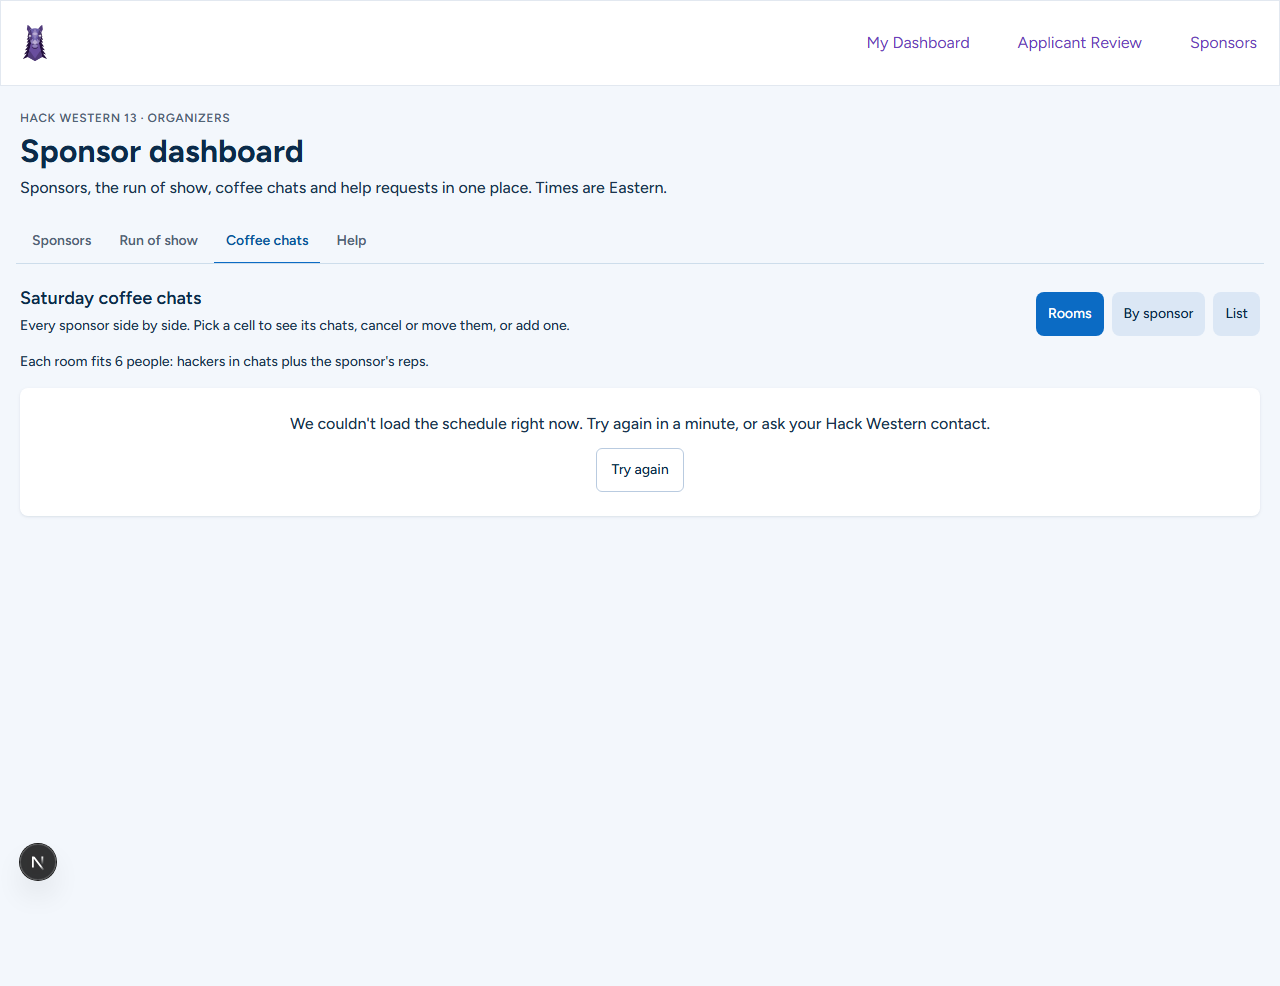 My Dashboard
Applicant Review
Sponsors
HACK WESTERN 13 · ORGANIZERS
Sponsor dashboard
Sponsors, the run of show, coffee chats and help requests in one place. Times are Eastern.
Sponsors
Run of show
Coffee chats
Help
Saturday coffee chats
Every sponsor side by side. Pick a cell to see its chats, cancel or move them, or add one.
Rooms
By sponsor
List
Each room fits 6 people: hackers in chats plus the sponsor's reps.
We couldn't load the schedule right now. Try again in a minute, or ask your Hack Western contact.
Try again
N